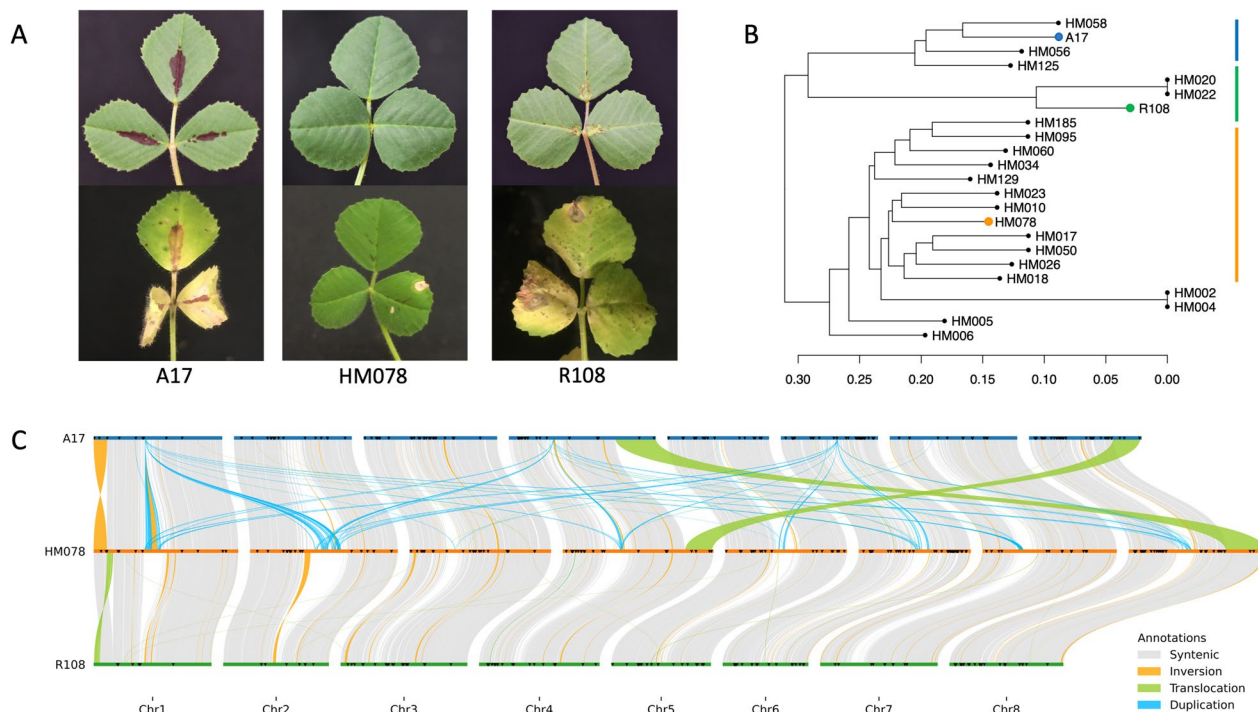 A
A17
HM078
R108
B
HM058
A17
HM056
HM125
HM020
HM022
R108
HM185
HM095
HM060
HM034
HM129
HM023
HM010
HM078
HM017
HM050
HM026
HM018
HM002
HM004
HM005
HM006
0.30 0.25 0.20 0.15 0.10 0.05 0.00
C
A17
HM078
R108
Chr1 Chr2 Chr3 Chr4 Chr5 Chr6 Chr7 Chr8
Annotations
Syntenic
Inversion
Translocation
Duplication